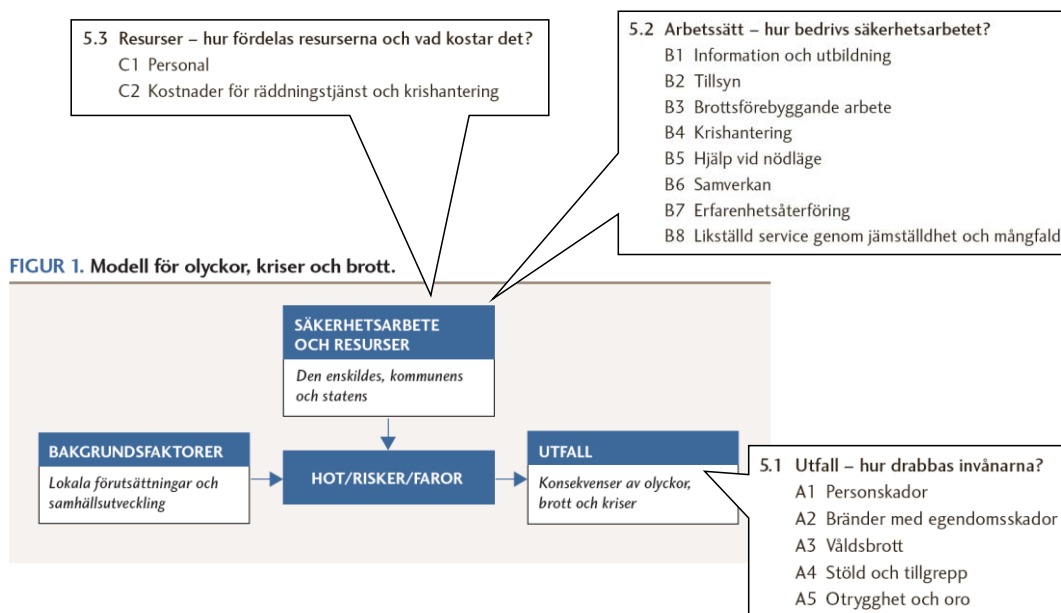 5.3 Resurser – hur fördelas resurserna och vad kostar det?
C1 Personal
C2 Kostnader för räddningstjänst och krishantering
5.2 Arbetssätt – hur bedrivs säkerhetsarbetet?
B1 Information och utbildning
B2 Tillsyn
B3 Brottsförebyggande arbete
B4 Krishantering
B5 Hjälp vid nödläge
B6 Samverkan
B7 Erfarenhetsåterföring
B8 Likställd service genom jämställdhet och mångfald
FIGUR 1. Modell för olyckor, kriser och brott.
SÄKERHETSARBETE
OCH RESURSER
Den enskildes, kommunens
och statens
BAKGRUNDSFAKTORER
Lokala förutsättningar och
samhällsutveckling
HOT/RISKER/FAROR
UTFALL
Konsekvenser av olyckor,
brott och kriser
5.1 Utfall – hur drabbas invånarna?
A1 Personskador
A2 Bränder med egendomsskador
A3 Våldsbrott
A4 Stöld och tillgrepp
A5 Otrygghet och oro